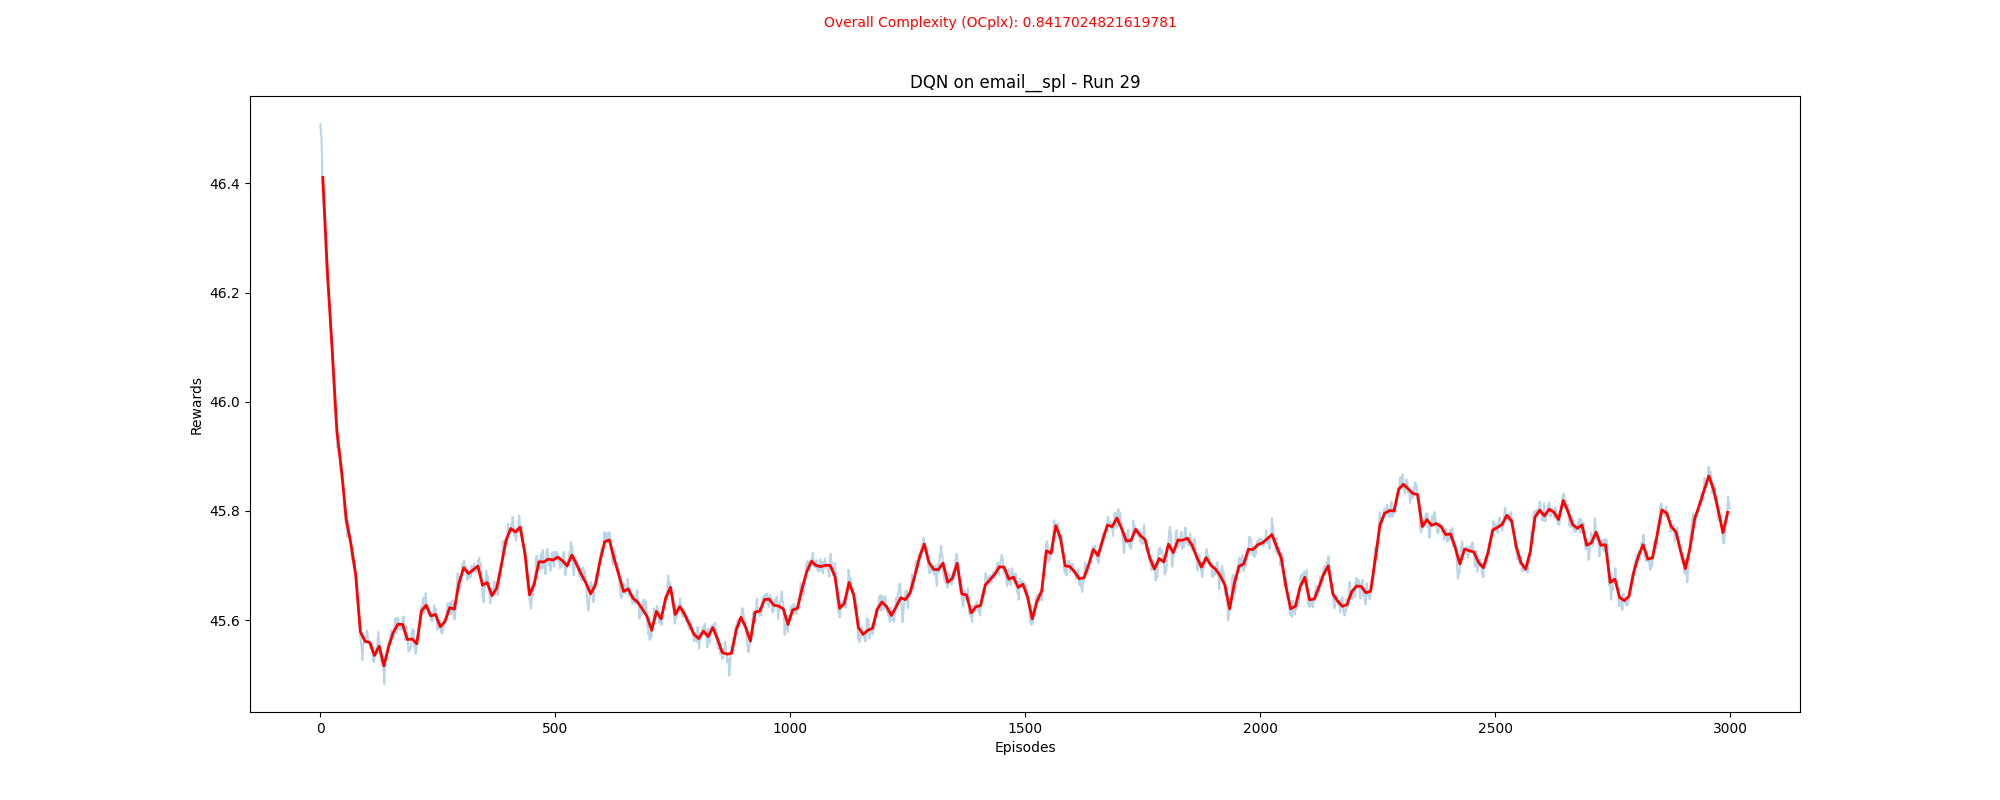 Overall Complexity (OCplx): 0.8417024821619781
DQN on email__spl - Run 29
46.4
46.2
46.0
45.8
45.6
Rewards
0 500 1000 1500 2000 2500 3000
Episodes